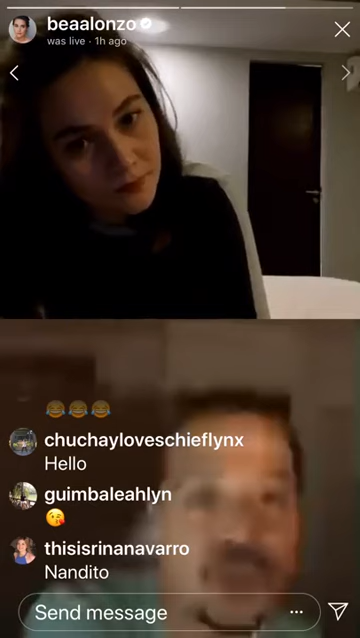 beaalonzo
was live · 1h ago
😂😂😂
chuchayloveschieflynx
Hello
guimbaleahlyn
😘
thisisrinanavarro
Nandito
Send message